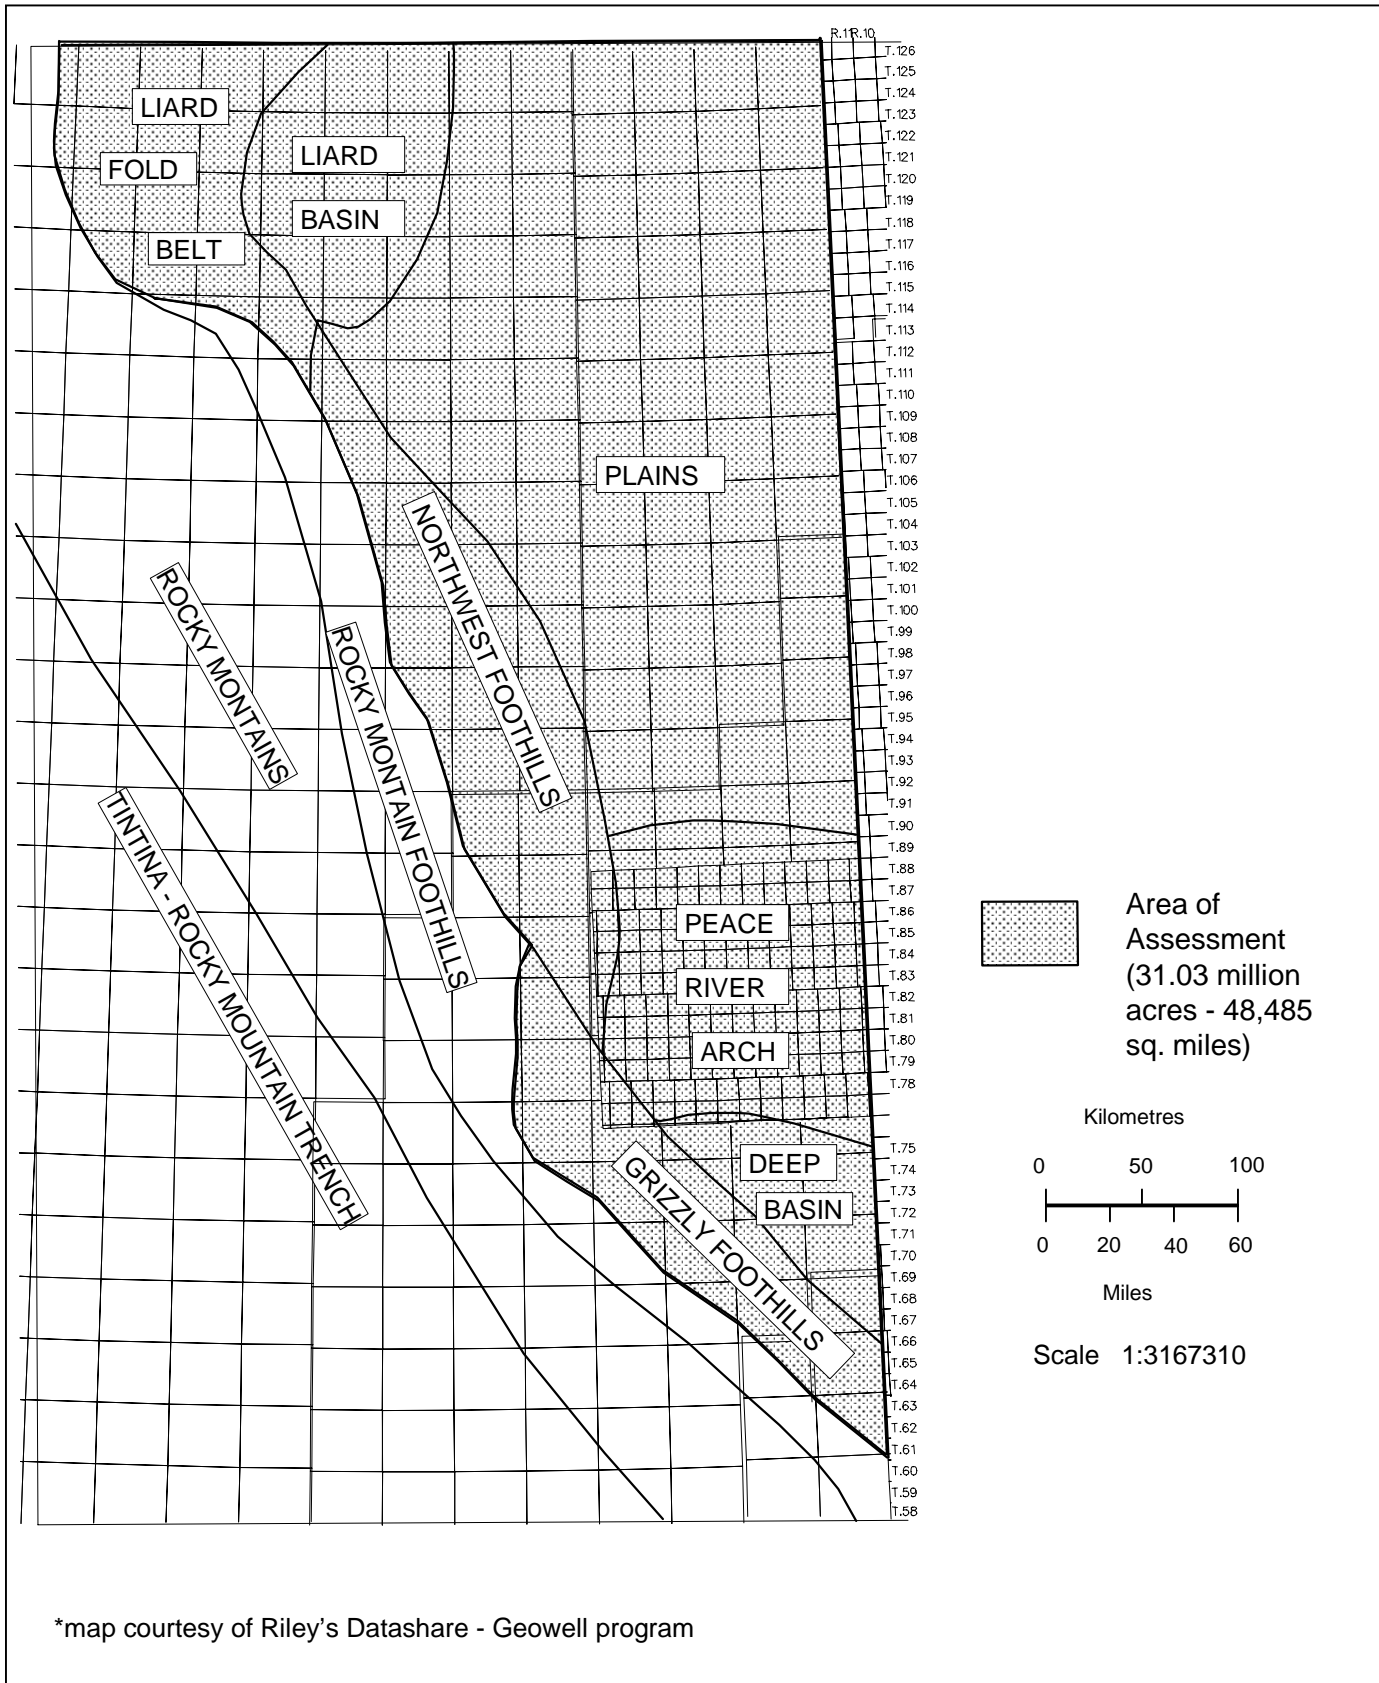 R.11
R.10
T.126
T.125
T.124
T.123
T.122
T.121
T.120
T.119
T.118
T.117
T.116
T.115
T.114
T.113
T.112
T.111
T.110
T.109
T.108
T.107
T.106
T.105
T.104
T.103
T.102
T.101
T.100
T.99
T.98
T.97
T.96
T.95
T.94
T.93
T.92
T.91
T.90
T.89
T.88
T.87
T.86
T.85
T.84
T.83
T.82
T.81
T.80
T.79
T.78
T.75
T.74
T.73
T.72
T.71
T.70
T.69
T.68
T.67
T.66
T.65
T.64
T.63
T.62
T.61
T.60
T.59
T.58
LIARD
FOLD
BELT
LIARD
BASIN
PLAINS
NORTHWEST FOOTHILLS
ROCKY MONTAINS
ROCKY MONTAIN FOOTHILLS
TINTINA - ROCKY MOUNTAIN TRENCH
PEACE
RIVER
ARCH
DEEP
BASIN
GRIZZLY FOOTHILLS
Area of
Assessment
(31.03 million
acres - 48,485
sq. miles)
Kilometres
0 50 100
0 20 40 60
Miles
Scale 1:3167310
*map courtesy of Riley's Datashare - Geowell program